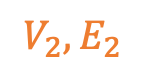 V₂, E₂